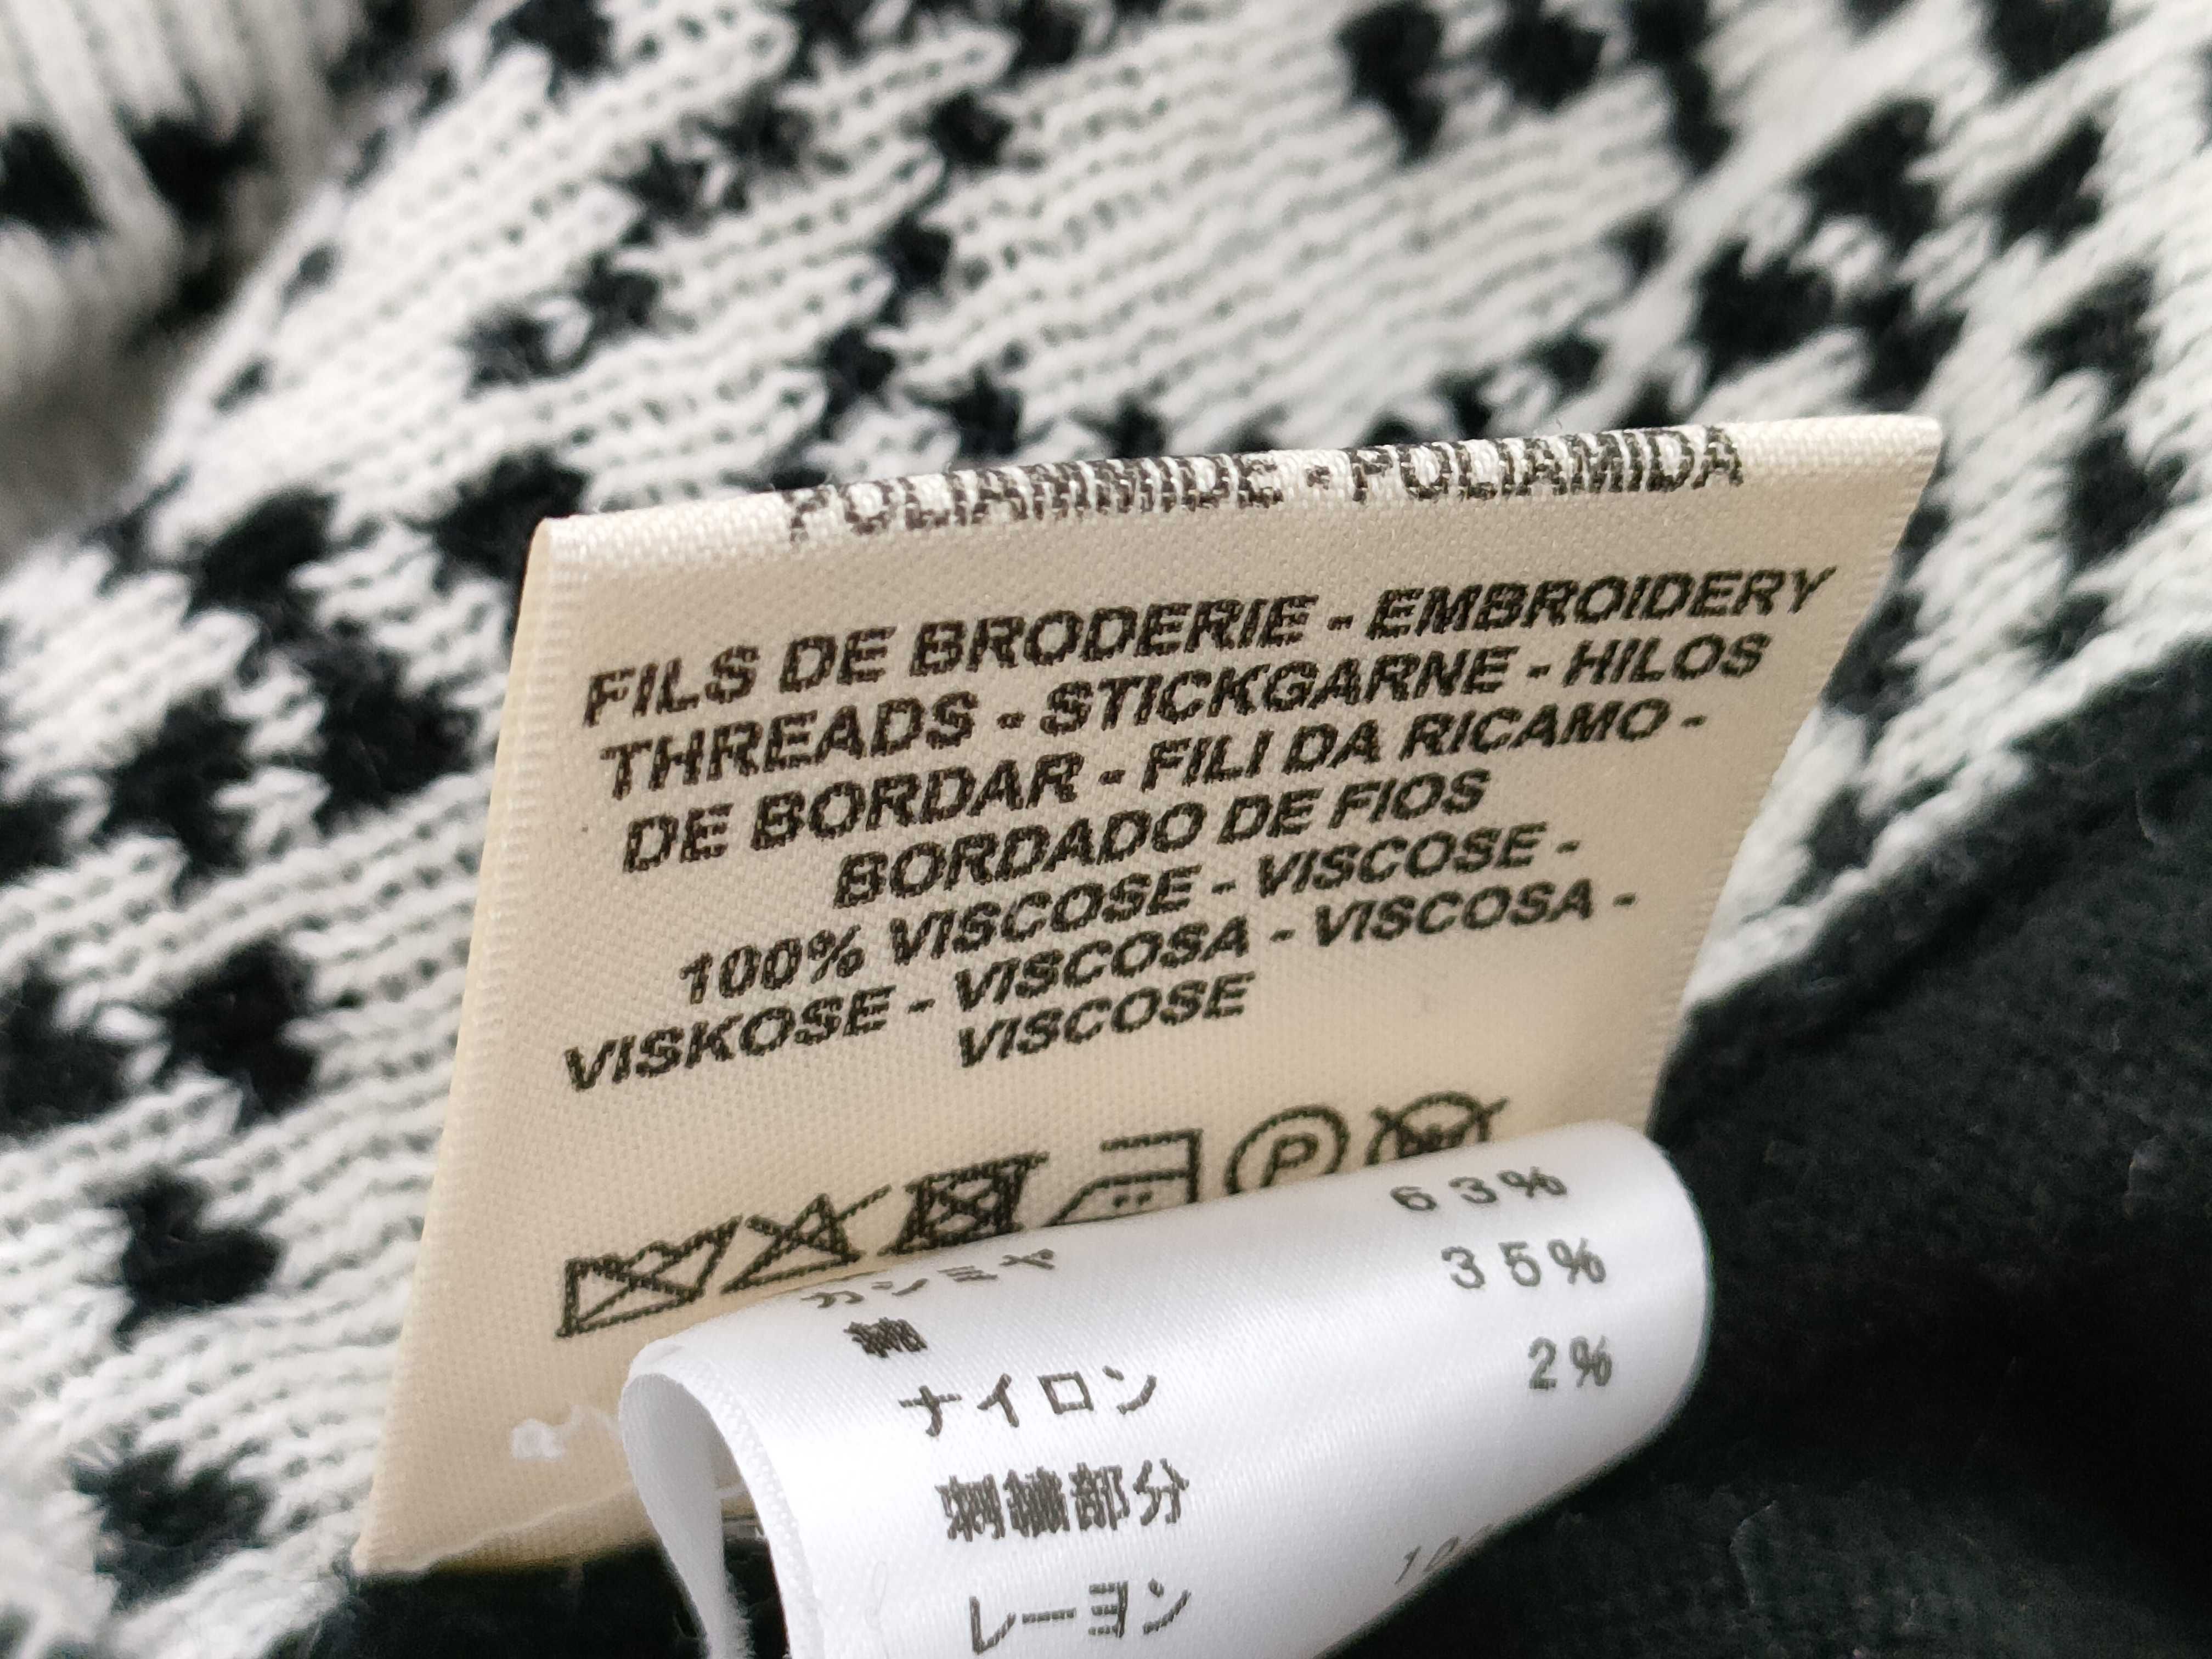 POLIAMMIDE - POLIAMIDA
FILS DE BRODERIE - EMBROIDERY
THREADS - STICKGARNE - HILOS
DE BORDAR - FILI DA RICAMO -
BORDADO DE FIOS
100% VISCOSE - VISCOSE -
VISKOSE - VISCOSA - VISCOSA -
VISCOSE
P
カシミヤ 63%
綿 35%
ナイロン 2%
刺繍部分
レーヨン